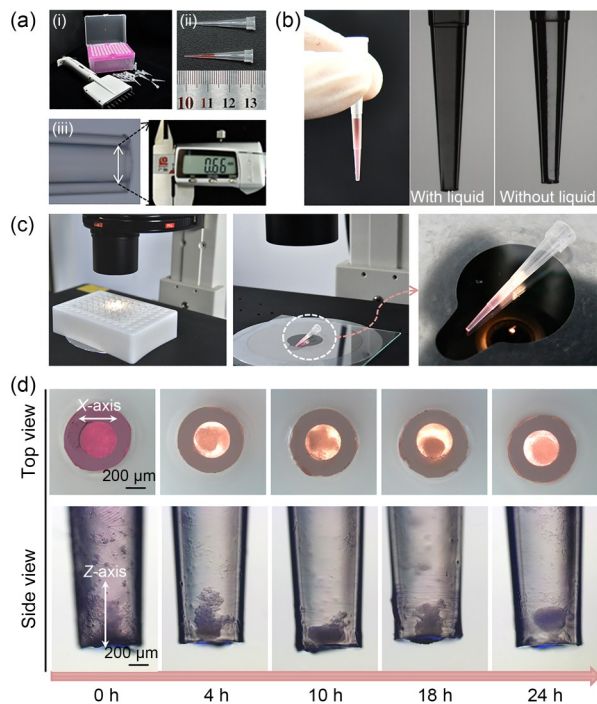 (a)
(i)
(ii)
10 11 12 13
(iii)
0.66
(b)
With liquid
Without liquid
(c)
(d)
Top view
X-axis
200 μm
Side view
Z-axis
200 μm
0 h
4 h
10 h
18 h
24 h